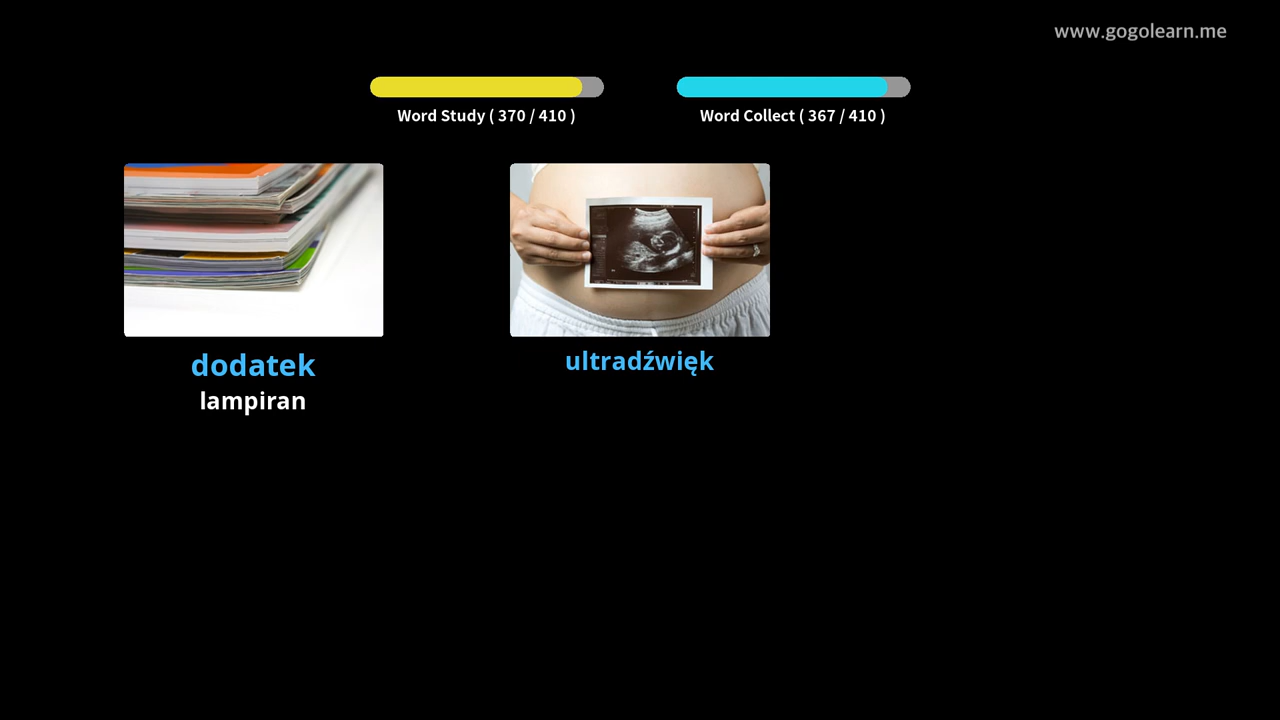 www.gogolearn.me
Word Study ( 370 / 410 )
Word Collect ( 367 / 410 )
dodatek
lampiran
ultradźwięk